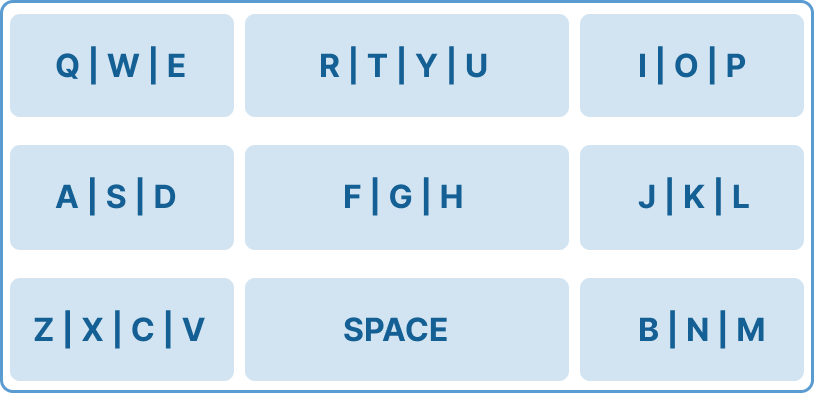 Q | W | E R | T | Y | U I | O | P
A | S | D F | G | H J | K | L
Z | X | C | V SPACE B | N | M